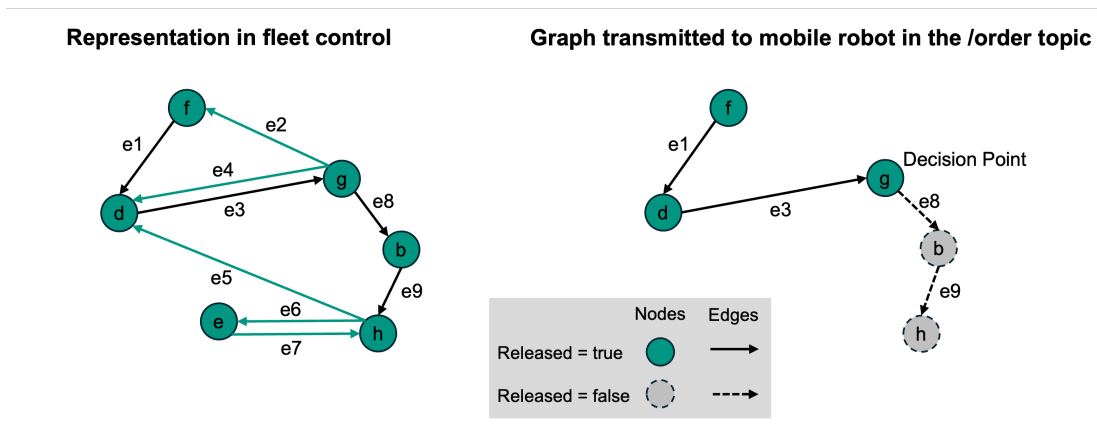 Representation in fleet control
Graph transmitted to mobile robot in the /order topic
f
e1
e2
e4
g
d
e3
e8
b
e5
e9
e6
e
h
e7
f
e1
Decision Point
g
d
e3
e8
b
e9
h
Nodes Edges
Released = true
Released = false